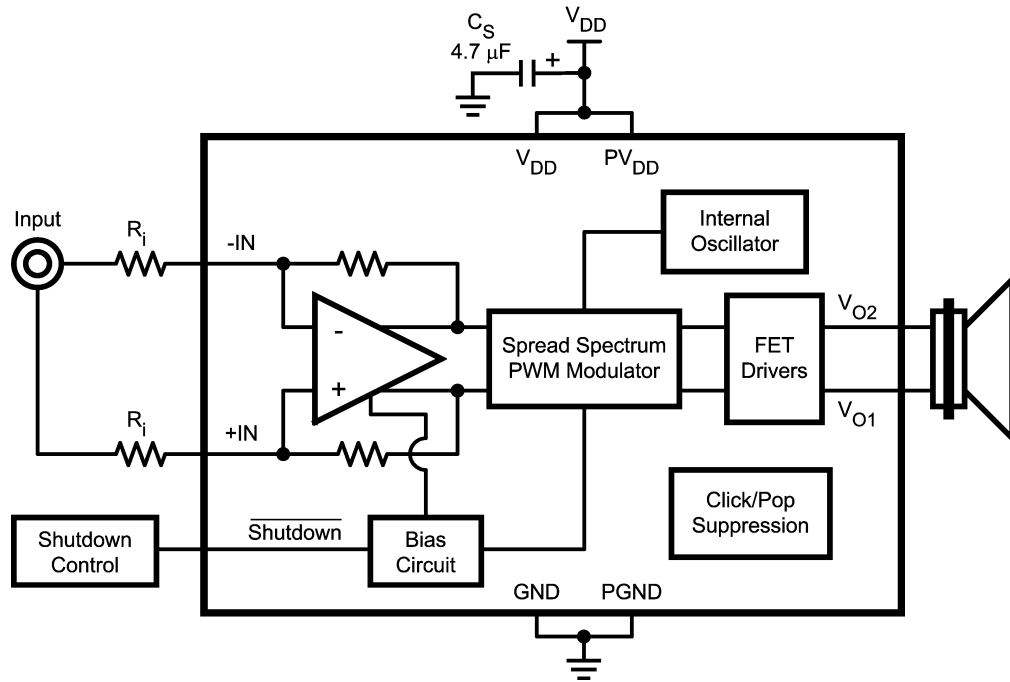 C_S
4.7 μF
+
V_DD
V_DD
PV_DD
Input
R_i
-IN
Internal
Oscillator
-
+
Spread Spectrum
PWM Modulator
FET
Drivers
V_O2
V_O1
R_i
+IN
Click/Pop
Suppression
Shutdown
Control
Shutdown
Bias
Circuit
GND
PGND